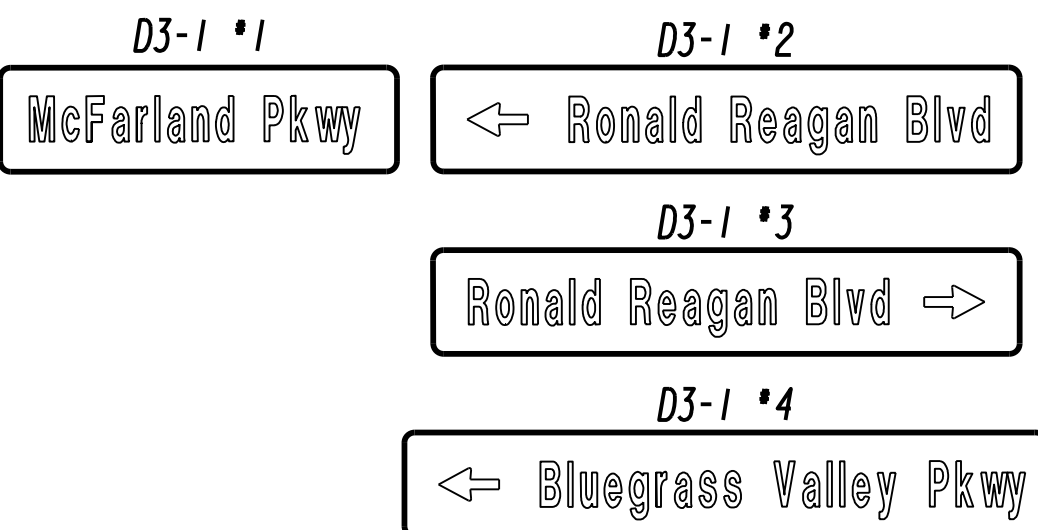 D3-1 #1
McFarland Pkwy
D3-1 #2
← Ronald Reagan Blvd
D3-1 #3
Ronald Reagan Blvd →
D3-1 #4
← Bluegrass Valley Pkwy